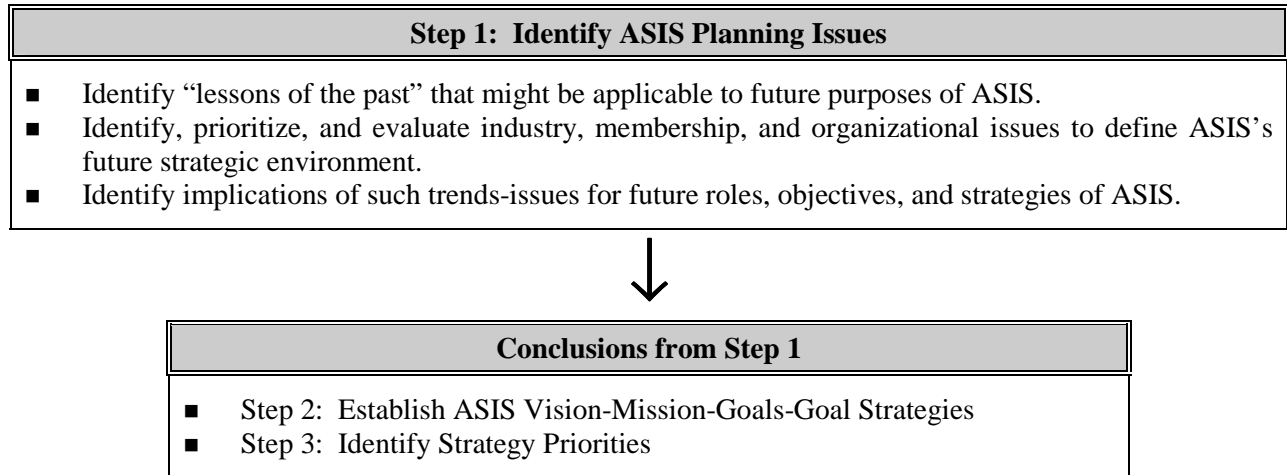 Step 1: Identify ASIS Planning Issues
■ Identify “lessons of the past” that might be applicable to future purposes of ASIS.
■ Identify, prioritize, and evaluate industry, membership, and organizational issues to define ASIS’s
future strategic environment.
■ Identify implications of such trends-issues for future roles, objectives, and strategies of ASIS.
Conclusions from Step 1
■ Step 2: Establish ASIS Vision-Mission-Goals-Goal Strategies
■ Step 3: Identify Strategy Priorities